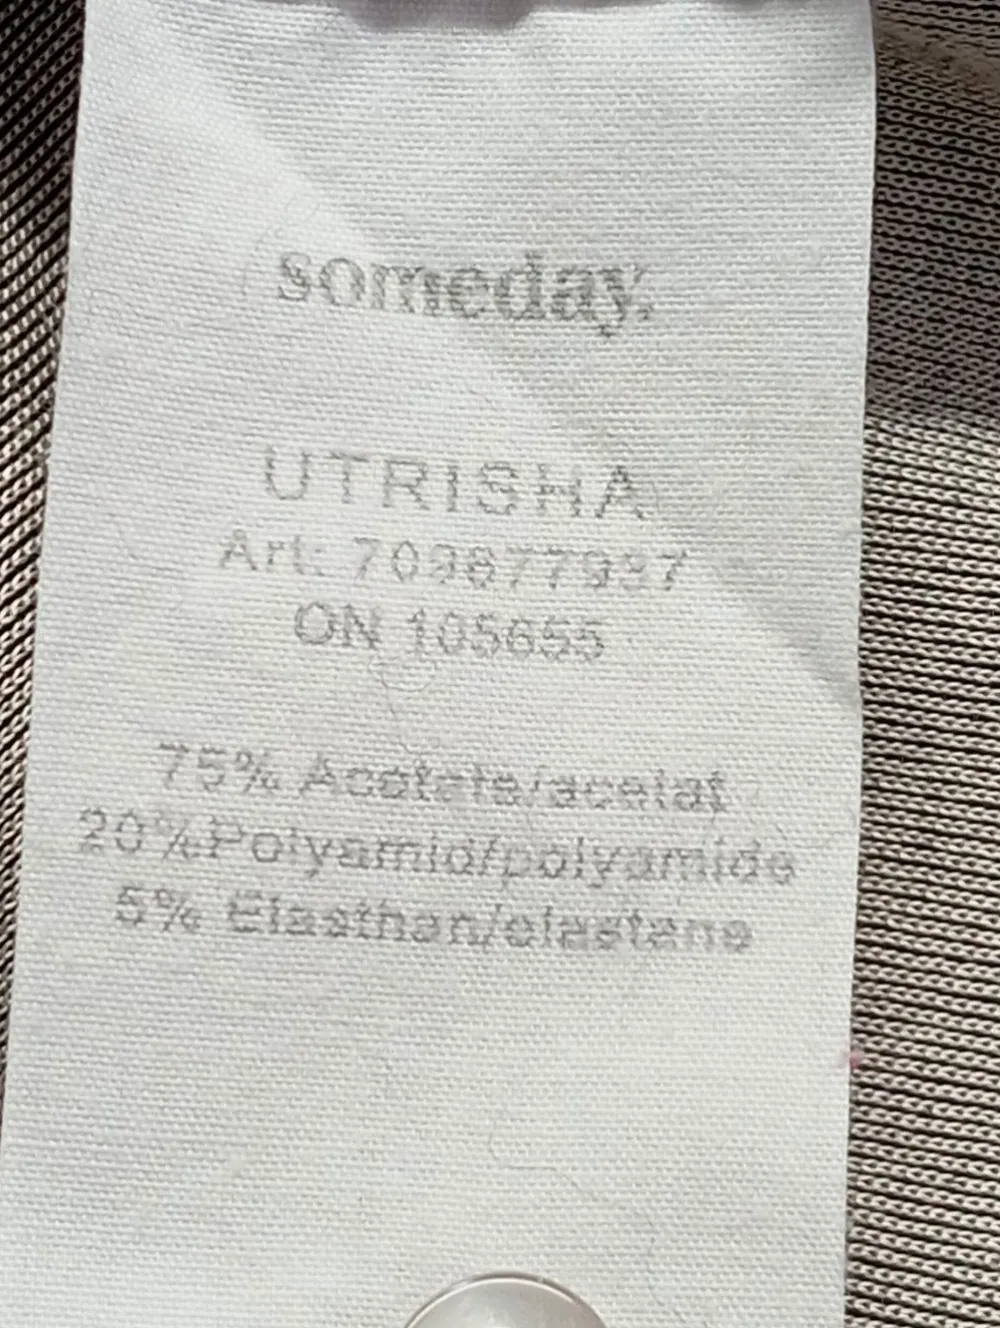 someday.
UTRISHA
Art: 709877937
ON 105655
75% Acetate/acetat
20%Polyamid/polyamide
5% Elasthan/elastane